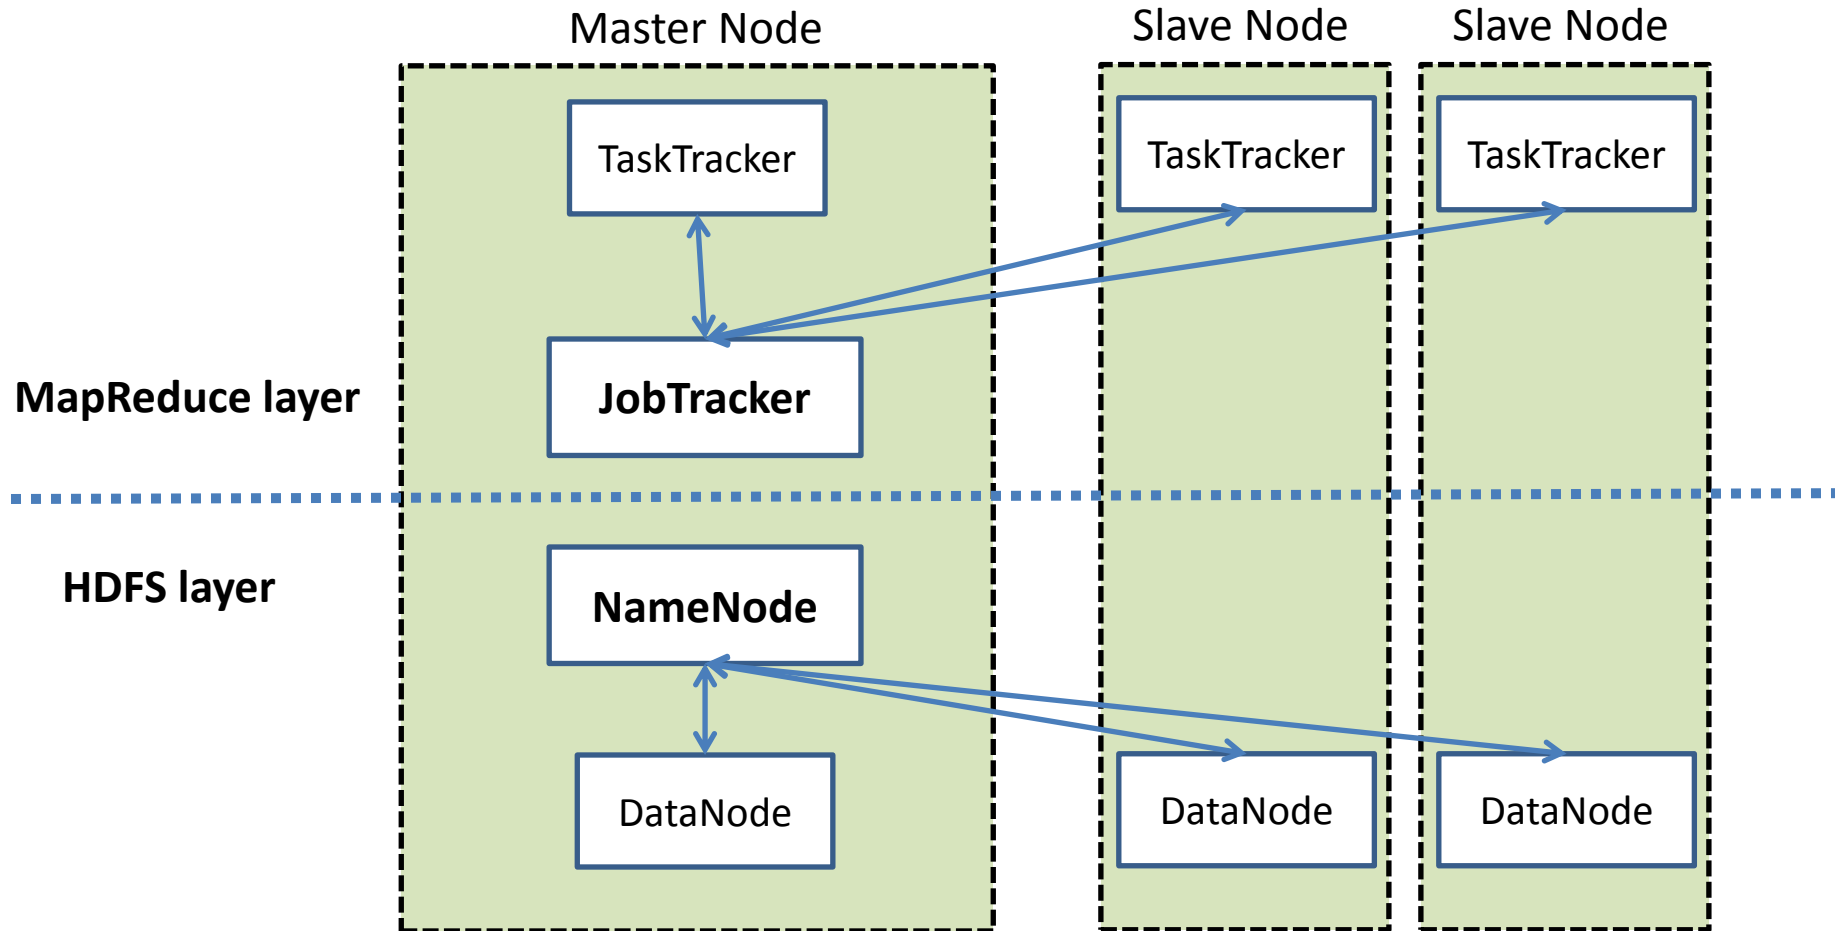 Master Node
Slave Node
Slave Node
TaskTracker
TaskTracker
TaskTracker
MapReduce layer
JobTracker
HDFS layer
NameNode
DataNode
DataNode
DataNode